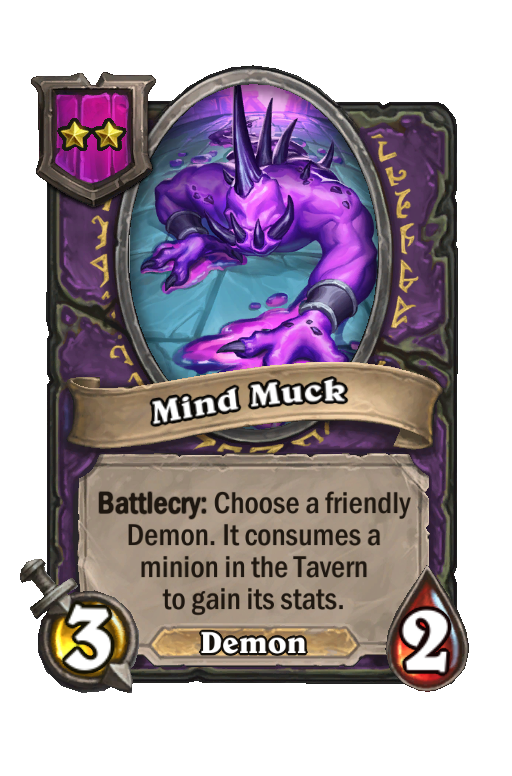 Mind Muck
Battlecry: Choose a friendly
Demon. It consumes a
minion in the Tavern
to gain its stats.
3
Demon
2